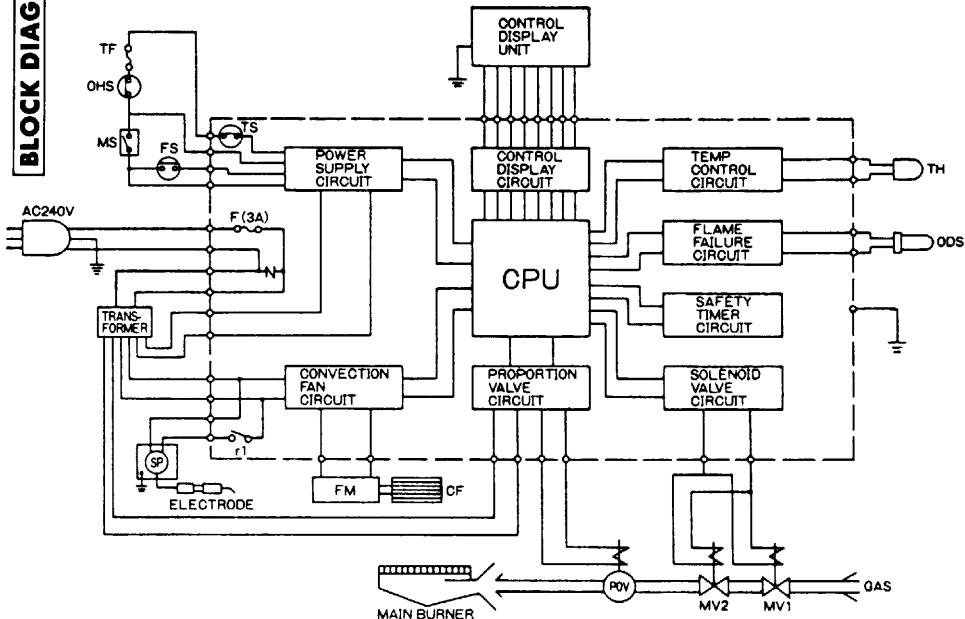 BLOCK DIAG
CONTROL
DISPLAY
UNIT
TF
OHS
MS
FS
TS
POWER
SUPPLY
CIRCUIT
CONTROL
DISPLAY
CIRCUIT
TEMP
CONTROL
CIRCUIT
TH
AC240V
F (3A)
CPU
FLAME
FAILURE
CIRCUIT
ODS
TRANS-
FORMER
SAFETY
TIMER
CIRCUIT
CONVECTION
FAN
CIRCUIT
PROPORTION
VALVE
CIRCUIT
SOLENOID
VALVE
CIRCUIT
r1
SP
ELECTRODE
FM
CF
POV
MV2
MV1
GAS
MAIN BURNER